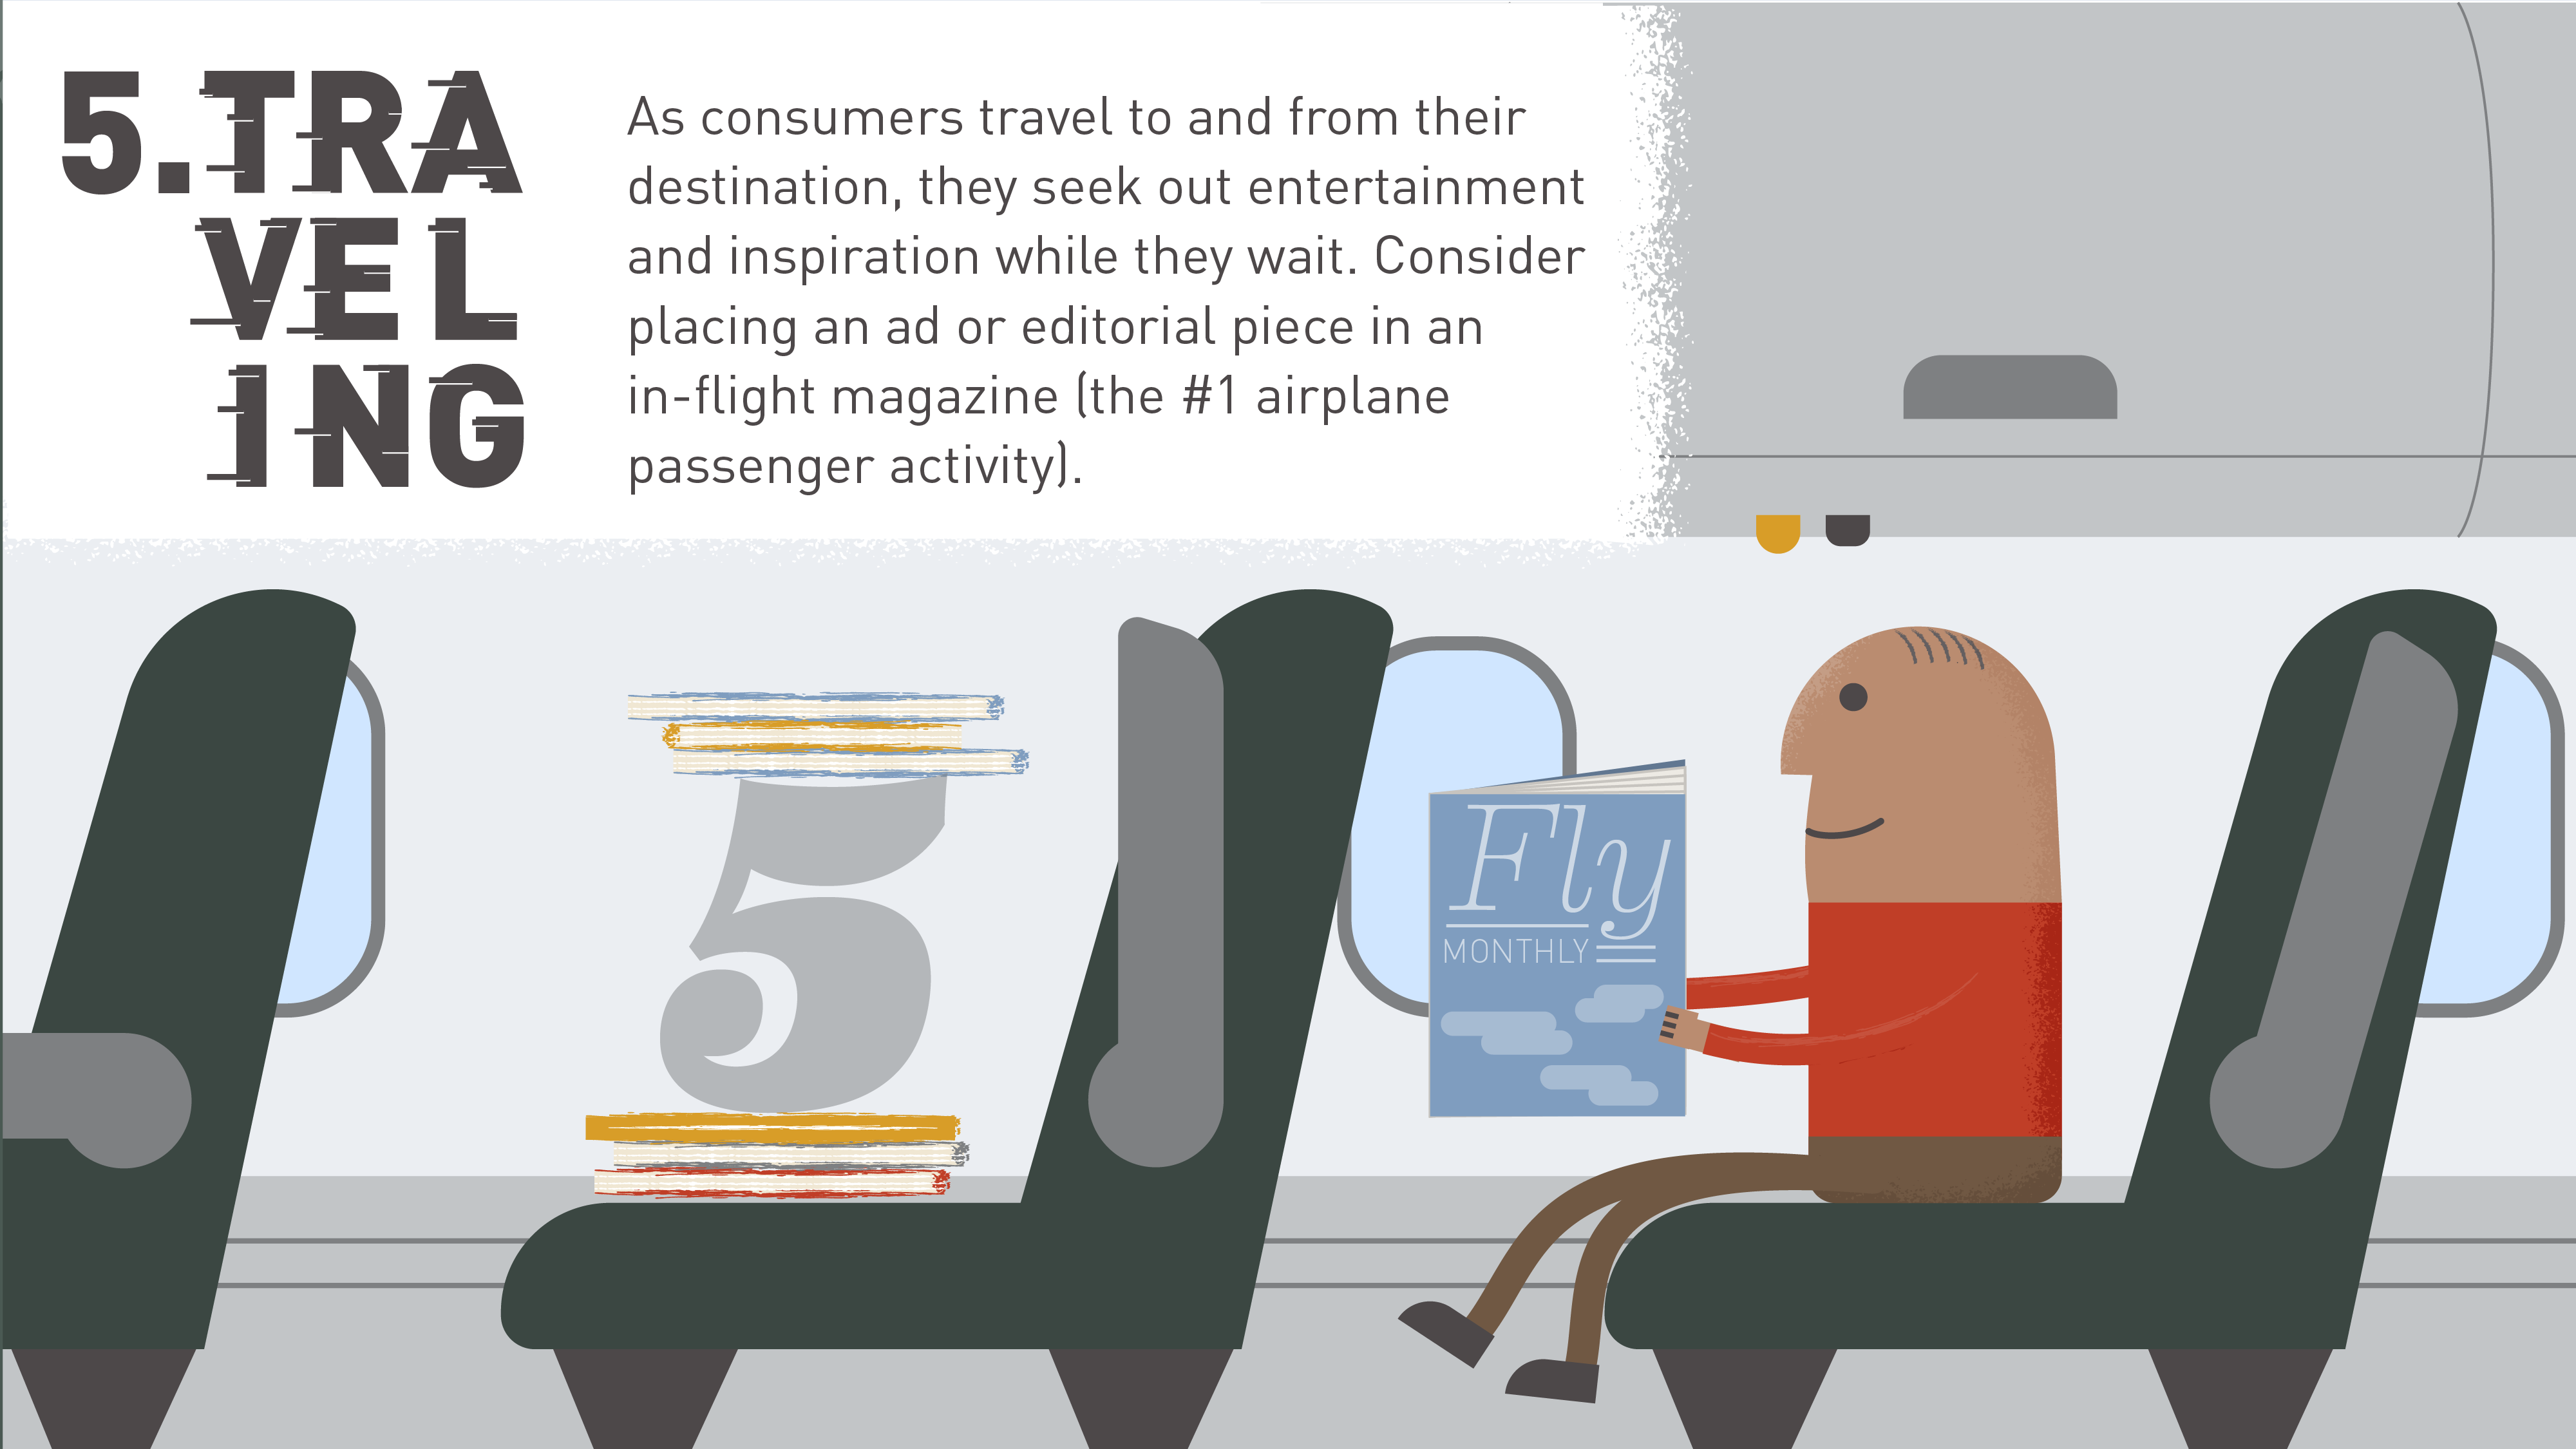 5.TRA
VEL
ING
As consumers travel to and from their
destination, they seek out entertainment
and inspiration while they wait. Consider
placing an ad or editorial piece in an
in-flight magazine (the #1 airplane
passenger activity).
5
Fly
MONTHLY